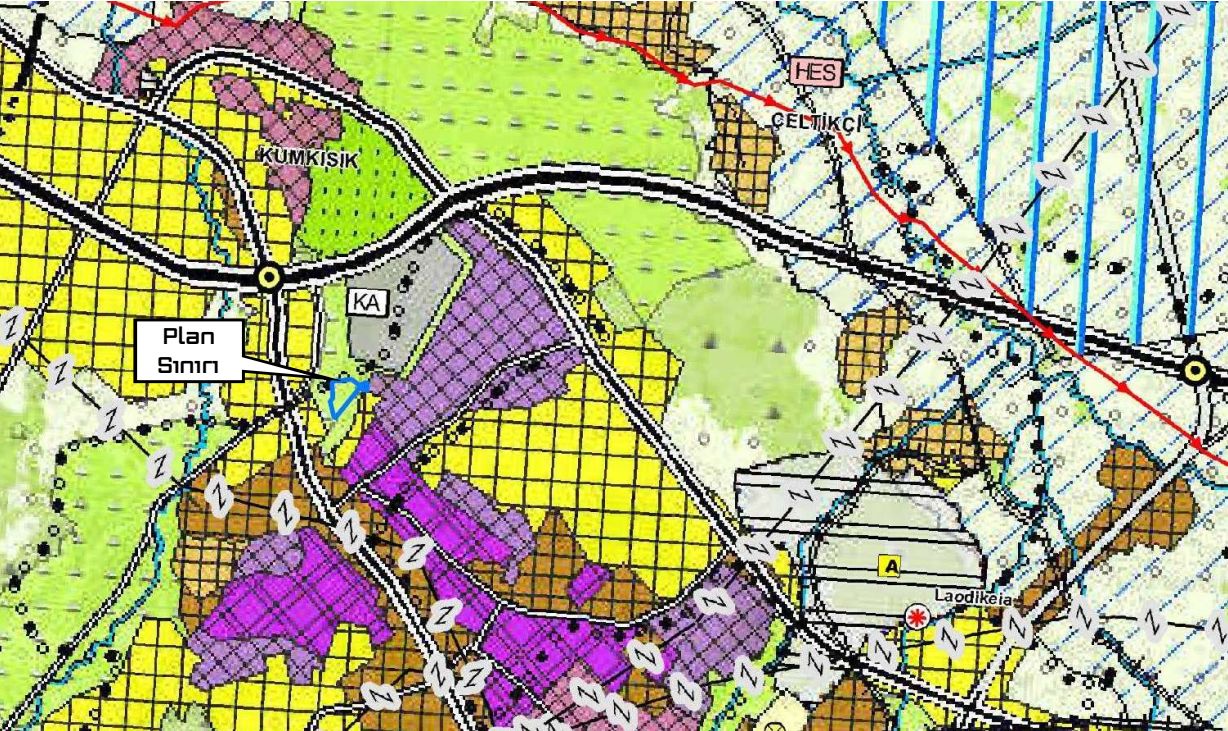 HES
ÇELTİKÇİ
KUMKISIK
KA
Plan
Sınırı
A
Laodikeia